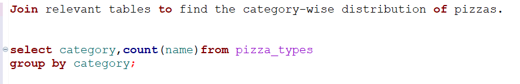 Join relevant tables to find the category-wise distribution of pizzas.
select category,count(name)from pizza_types
group by category;